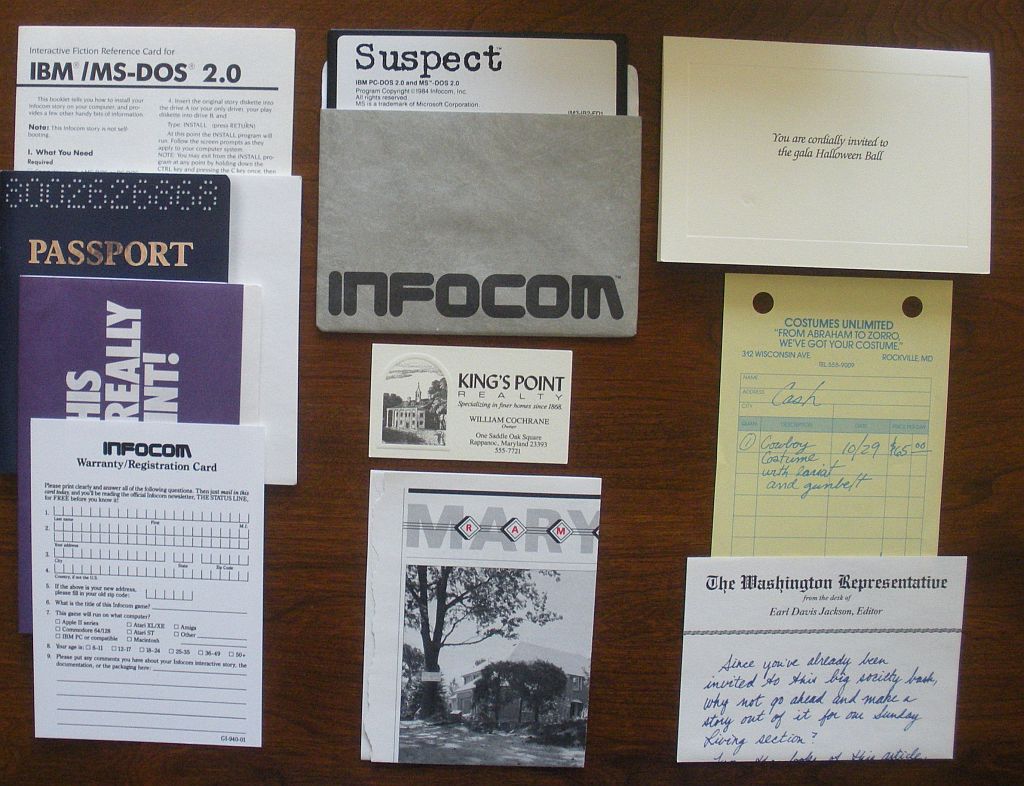 Interactive Fiction Reference Card for
IBM® /MS-DOS® 2.0
This booklet tells you how to install your
Infocom story on your computer, and pro-
vides a few other handy bits of information.
Note: This Infocom story is not self-
booting.
I. What You Need
Required
4. Insert the original story diskette into
the drive A (or your only drive), your play
diskette into drive B, and
Type INSTALL (press RETURN)
At this point the INSTALL program will
run. Follow the screen prompts as they
apply to your computer system.
NOTE: You may exit from the INSTALL pro-
gram at any point by holding down the
CTRL key and pressing the C key once, then
8002626868
PASSPORT
HIS
REALLY
INT!
INFOCOM
Warranty/Registration Card
Please print clearly and answer all of the following questions. Then just mail in this
card today, and you'll be reading the official Infocom newsletter, THE STATUS LINE,
for FREE before you know it!
1.
Last name First M.I.
2.
Your address
3.
City State Zip Code
4.
Country, if not the U.S.
5. If the above is your new address,
please fill in your old zip code:
6. What is the title of this Infocom game?
7. This game will run on what computer?
☐ Apple II series ☐ Atari XL/XE ☐ Amiga
☐ Commodore 64/128 ☐ Atari ST ☐ Other
☐ IBM PC or compatible ☐ Macintosh
8. Your age is: ☐ 6-11 ☐ 12-17 ☐ 18-24 ☐ 25-35 ☐ 36-49 ☐ 50+
9. Please put any comments you have about your Infocom interactive story, the
documentation, or the packaging here:
GI-940-01
Suspect™
IBM PC-DOS 2.0 and MS™-DOS 2.0
Program Copyright ©1984 Infocom, Inc.
All rights reserved.
MS is a trademark of Microsoft Corporation.
INFOCOM™
KING'S POINT
REALTY
Specializing in finer homes since 1868.
WILLIAM COCHRANE
Owner
One Saddle Oak Square
Rappanoc, Maryland 23393
555-7721
MARY
R A M
You are cordially invited to
the gala Halloween Ball
COSTUMES UNLIMITED
"FROM ABRAHAM TO ZORRO,
WE'VE GOT YOUR COSTUME."
312 WISCONSIN AVE. ROCKVILLE, MD
TEL 555-9009
NAME
ADDRESS Cash
CITY
QUAN. DESCRIPTION DATE PRICE PER DAY
① Cowboy 10/29 $65.00
Costume
with lariat
and gunbelt
The Washington Representative
from the desk of
Earl Davis Jackson, Editor
Since you've already been
invited to this big society bash,
why not go ahead and make a
story out of it for our Sunday
Living section?
the looks of this article,